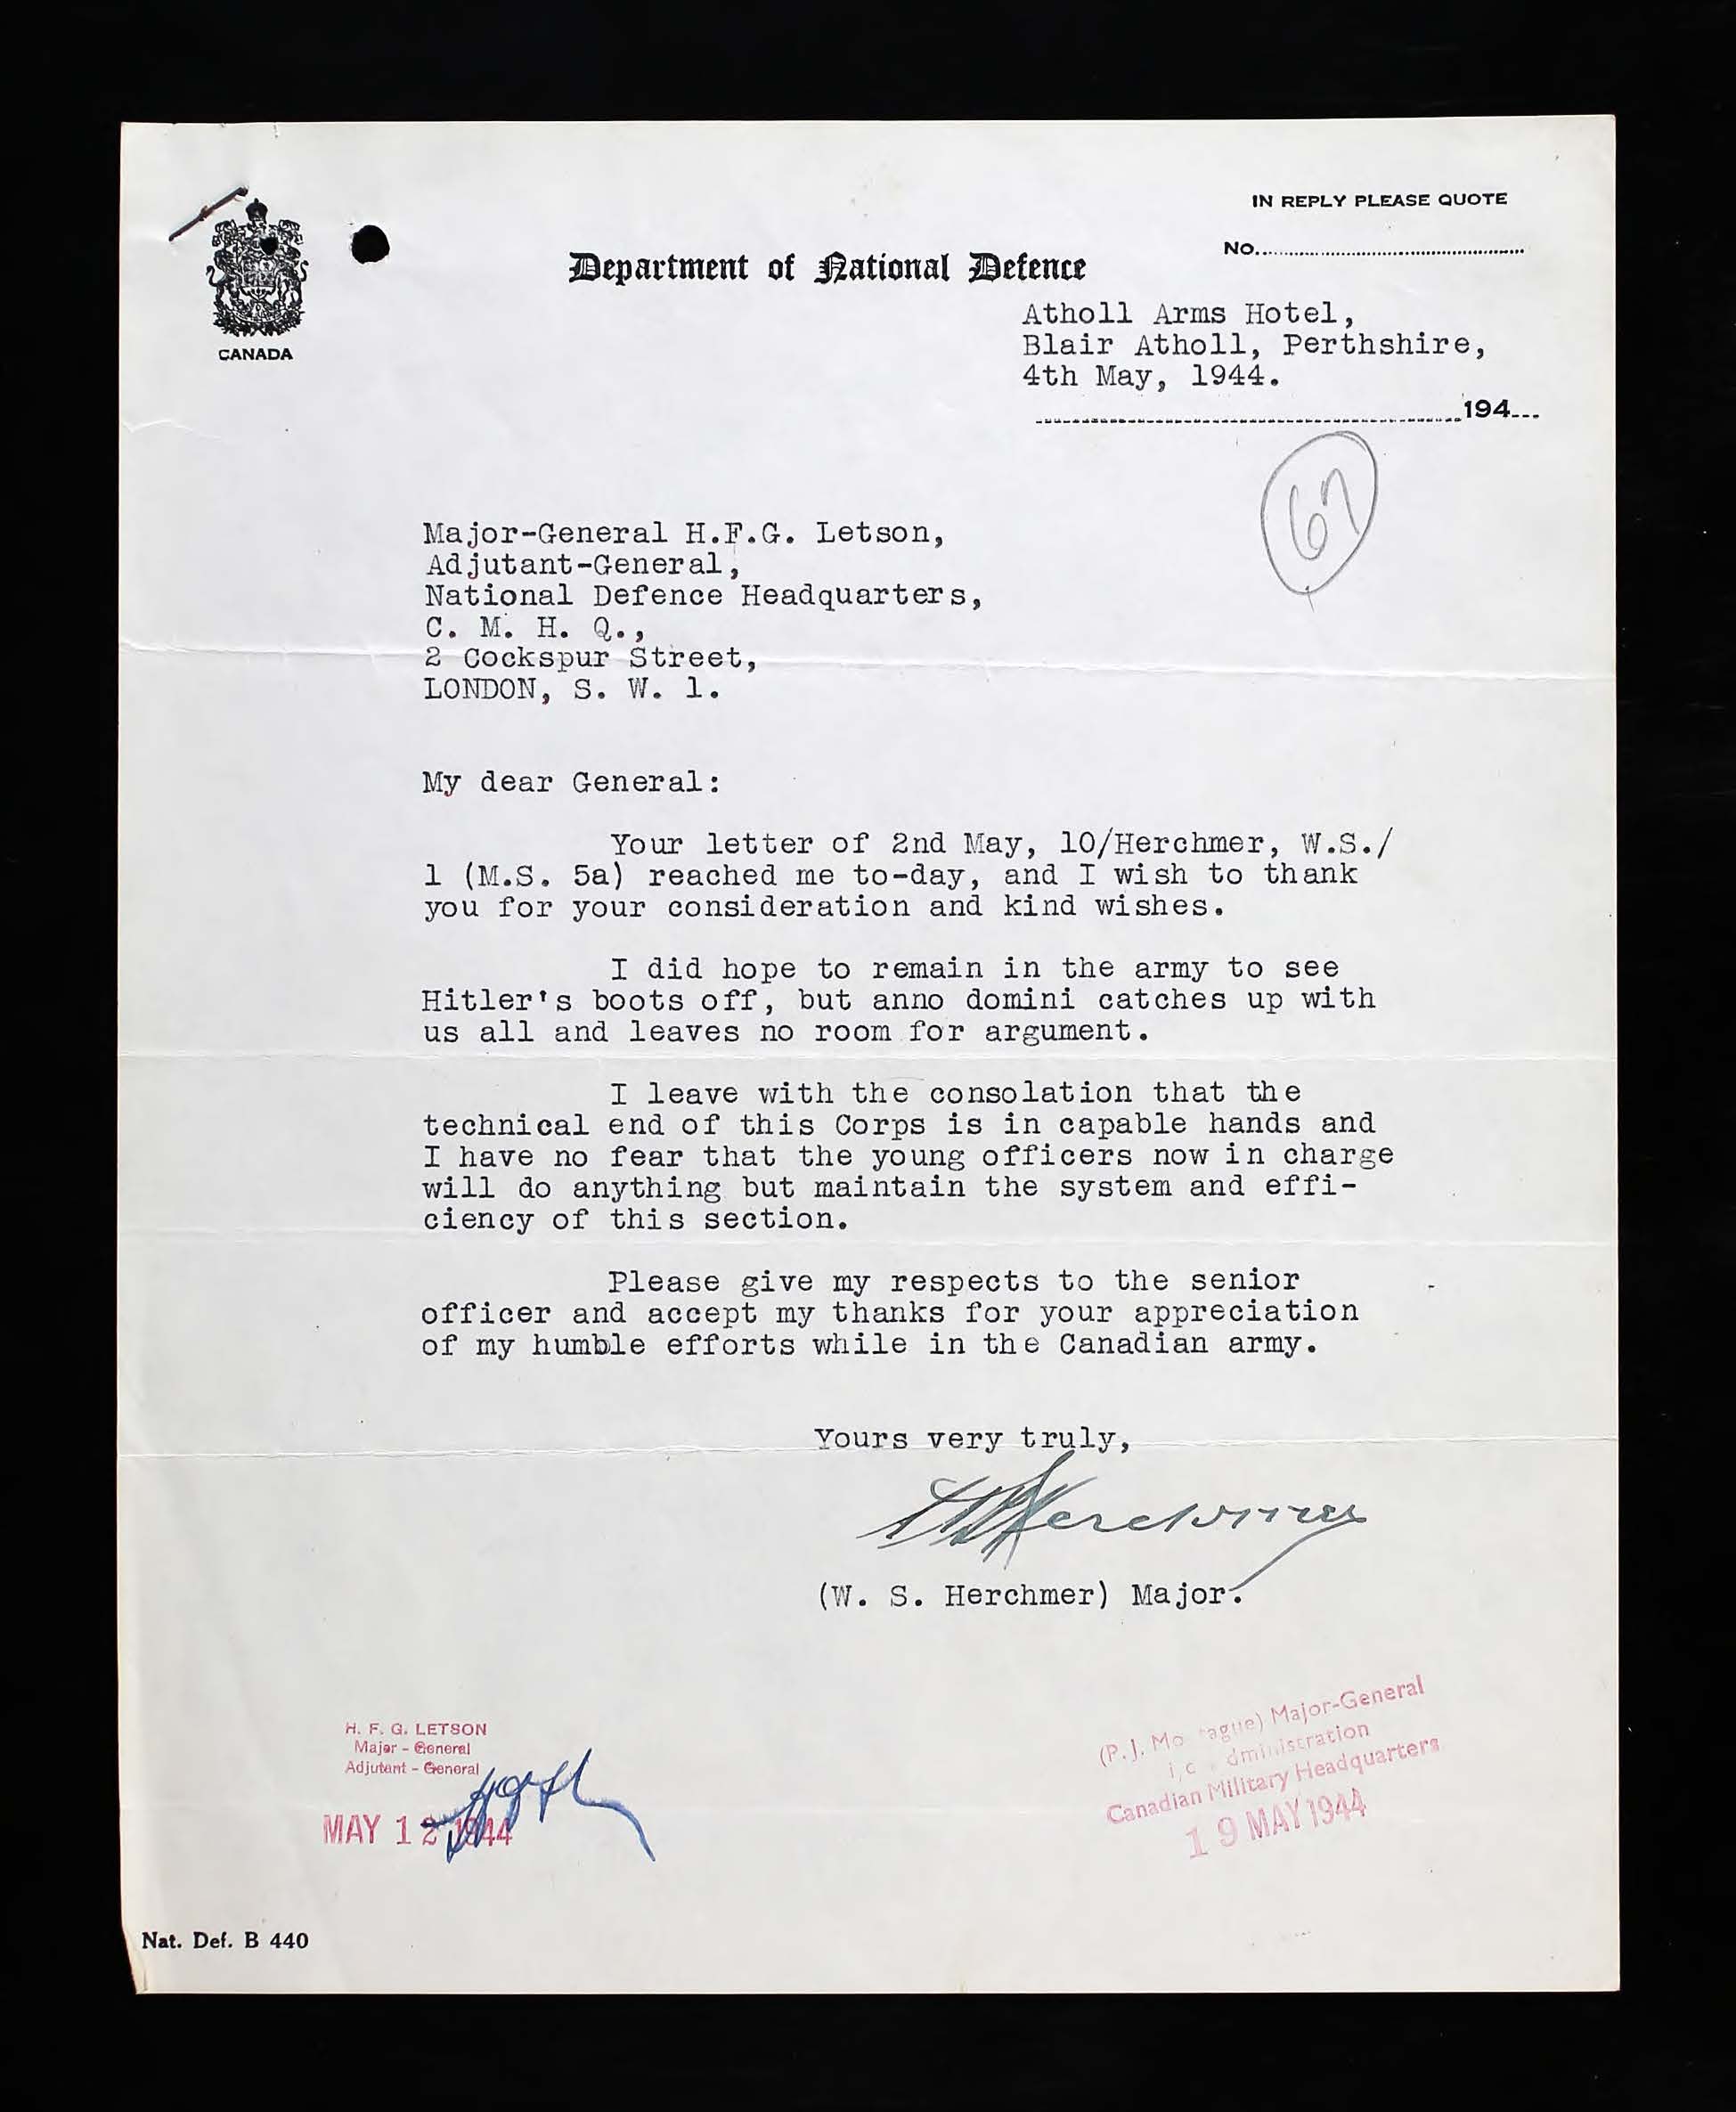 IN REPLY PLEASE QUOTE
No.
Department of National Defence
CANADA
Atholl Arms Hotel,
Blair Atholl, Perthshire,
4th May, 1944.
194
67
Major-General H.F.G. Letson,
Adjutant-General,
National Defence Headquarters,
C. M. H. Q.,
2 Cockspur Street,
LONDON, S. W. 1.
My dear General:
Your letter of 2nd May, 10/Herchmer, W.S./
1 (M.S. 5a) reached me to-day, and I wish to thank
you for your consideration and kind wishes.
I did hope to remain in the army to see
Hitler's boots off, but anno domini catches up with
us all and leaves no room for argument.
I leave with the consolation that the
technical end of this Corps is in capable hands and
I have no fear that the young officers now in charge
will do anything but maintain the system and effi-
ciency of this section.
Please give my respects to the senior
officer and accept my thanks for your appreciation
of my humble efforts while in the Canadian army.
Yours very truly,
WSHerchmer
(W. S. Herchmer) Major.
H. F. G. LETSON
Major - General
Adjutant - General
MAY 12 1944
(P.J. Mo tague) Major-General
i/c dministration
Canadian Military Headquarters
19 MAY 1944
Nat. Def. B 440